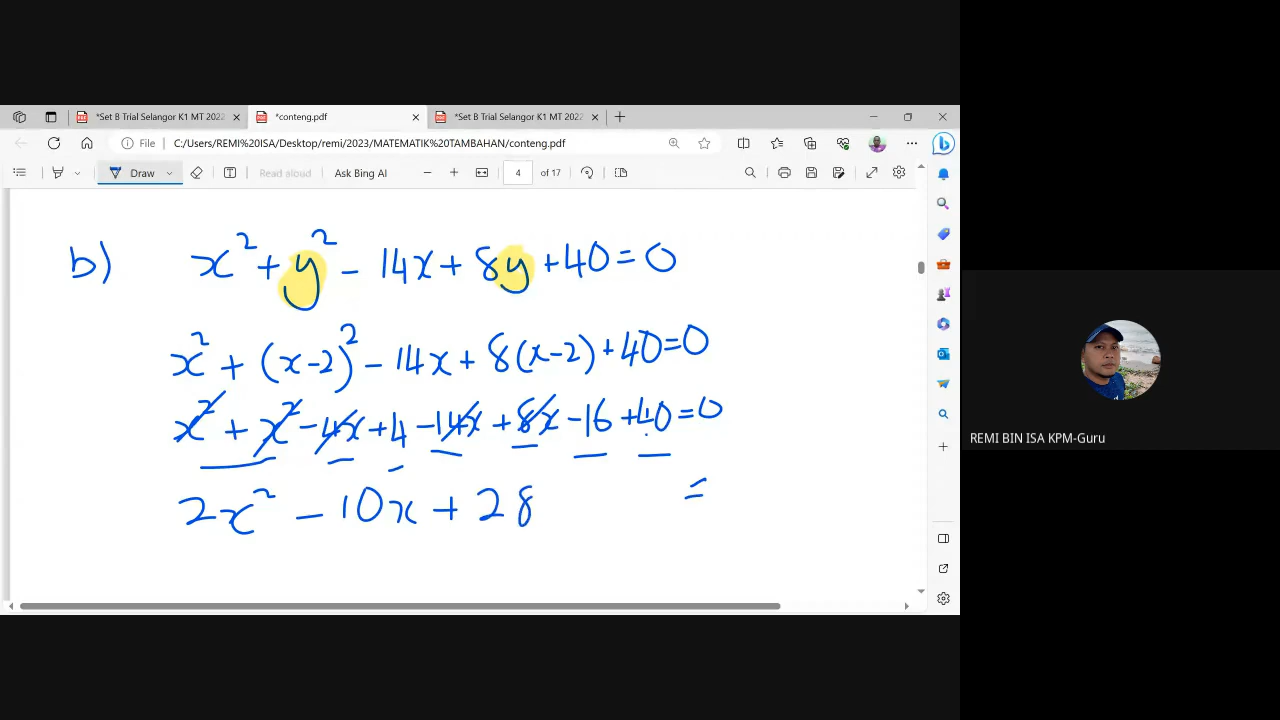 *Set B Trial Selangor K1 MT 2022
*conteng.pdf
*Set B Trial Selangor K1 MT 2022
File
C:/Users/REMI%20ISA/Desktop/remi/2023/MATEMATIK%20TAMBAHAN/conteng.pdf
Draw
Read aloud
Ask Bing AI
4
of 17
b) x² + y² - 14x + 8y + 40 = 0
x² + (x-2)² - 14x + 8(x-2) + 40 = 0
x² + x² - 4x + 4 - 14x + 8x - 16 + 40 = 0
2x² - 10x + 28 =
REMI BIN ISA KPM-Guru